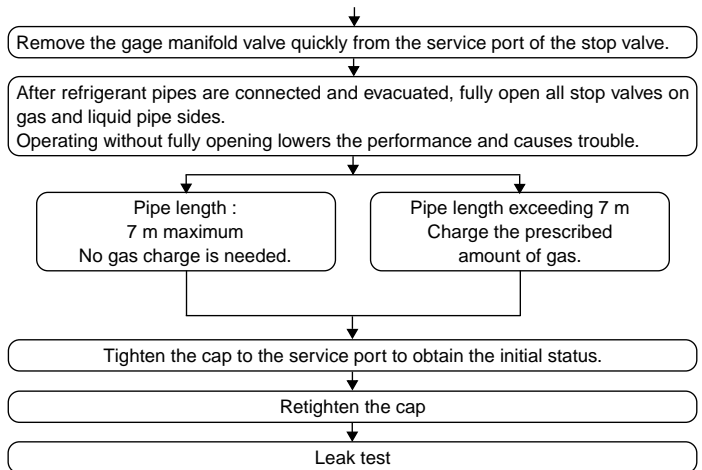 Remove the gage manifold valve quickly from the service port of the stop valve.
After refrigerant pipes are connected and evacuated, fully open all stop valves on
gas and liquid pipe sides.
Operating without fully opening lowers the performance and causes trouble.
Pipe length :
7 m maximum
No gas charge is needed.
Pipe length exceeding 7 m
Charge the prescribed
amount of gas.
Tighten the cap to the service port to obtain the initial status.
Retighten the cap
Leak test